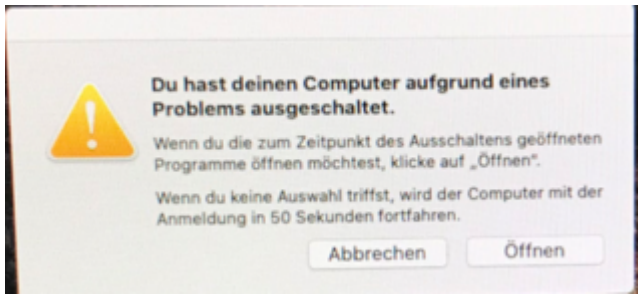 Du hast deinen Computer aufgrund eines
Problems ausgeschaltet.
Wenn du die zum Zeitpunkt des Ausschaltens geöffneten
Programme öffnen möchtest, klicke auf „Öffnen“.
Wenn du keine Auswahl triffst, wird der Computer mit der
Anmeldung in 50 Sekunden fortfahren.
Abbrechen Öffnen